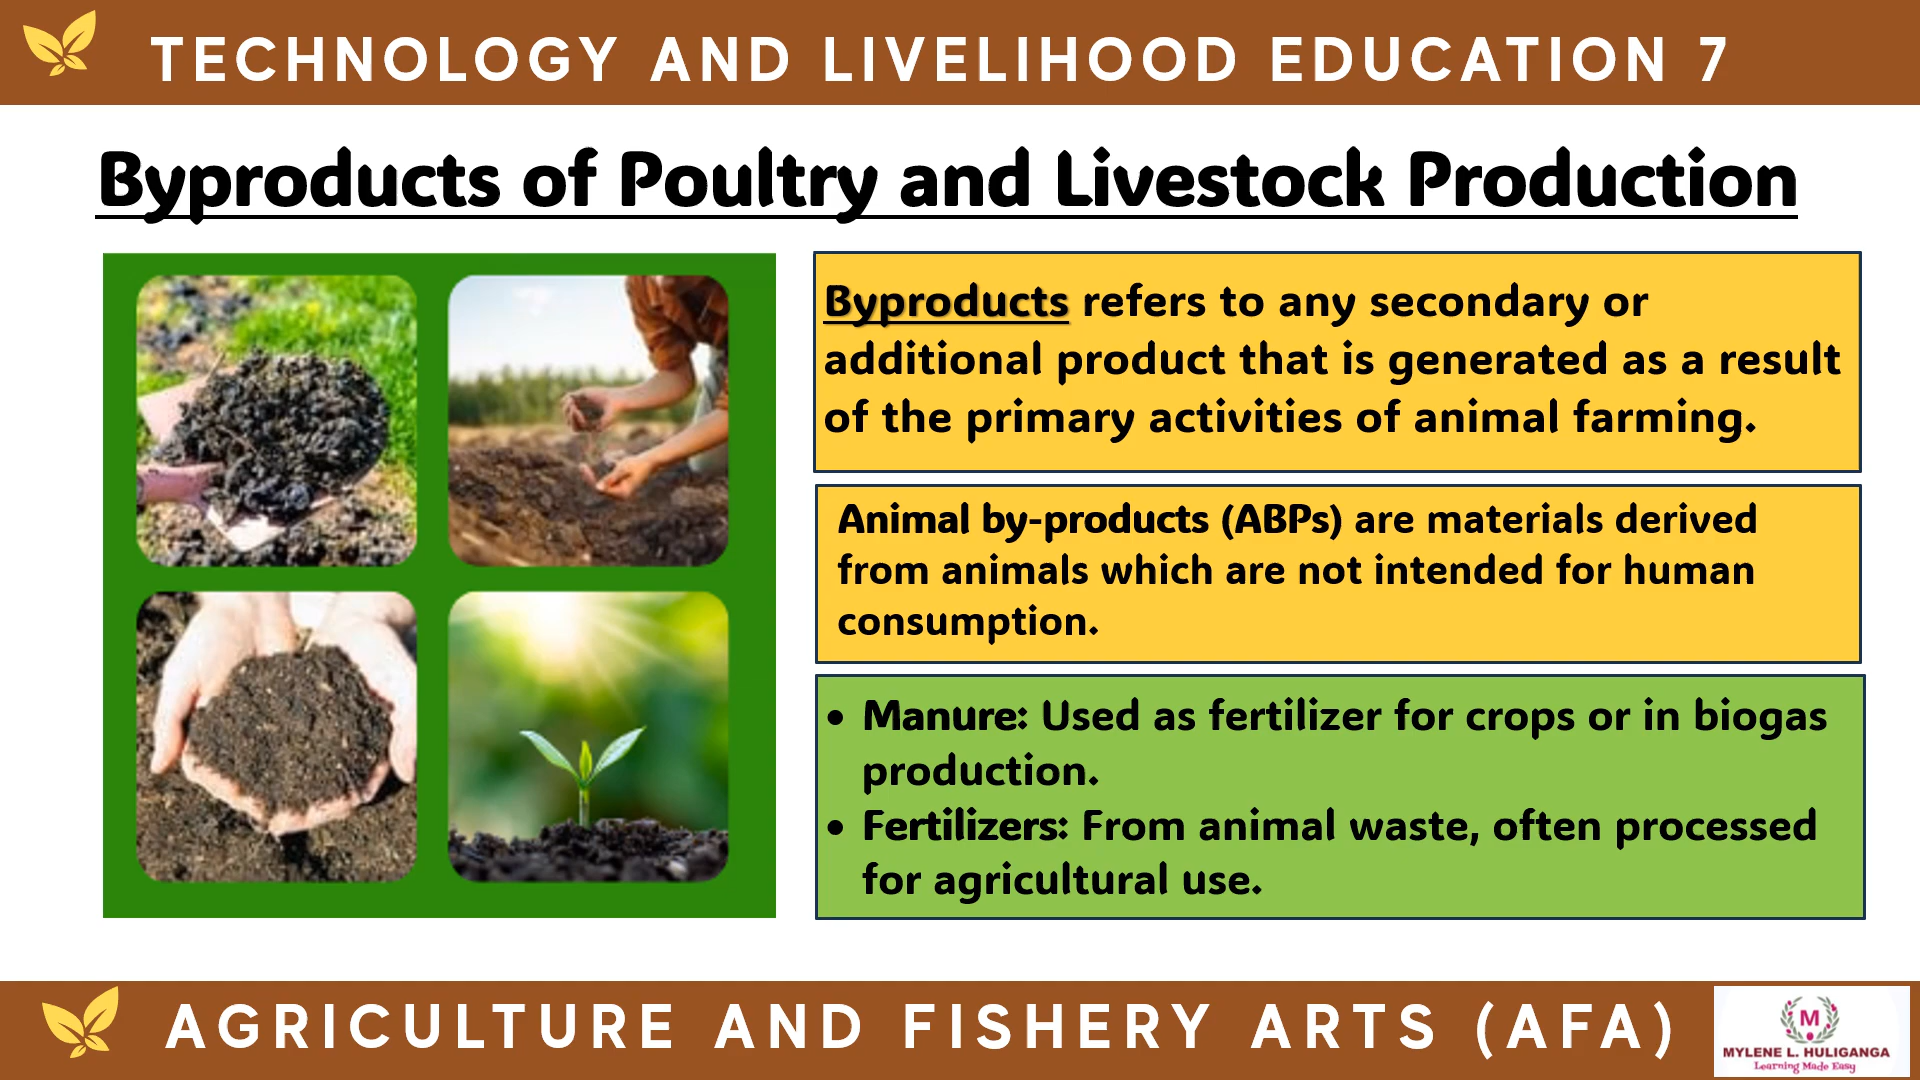 TECHNOLOGY AND LIVELIHOOD EDUCATION 7
Byproducts of Poultry and Livestock Production
Byproducts refers to any secondary or
additional product that is generated as a result
of the primary activities of animal farming.
Animal by-products (ABPs) are materials derived
from animals which are not intended for human
consumption.
• Manure: Used as fertilizer for crops or in biogas
production.
• Fertilizers: From animal waste, often processed
for agricultural use.
AGRICULTURE AND FISHERY ARTS (AFA)
M
MYLENE L. HULIGANGA
Learning Made Easy